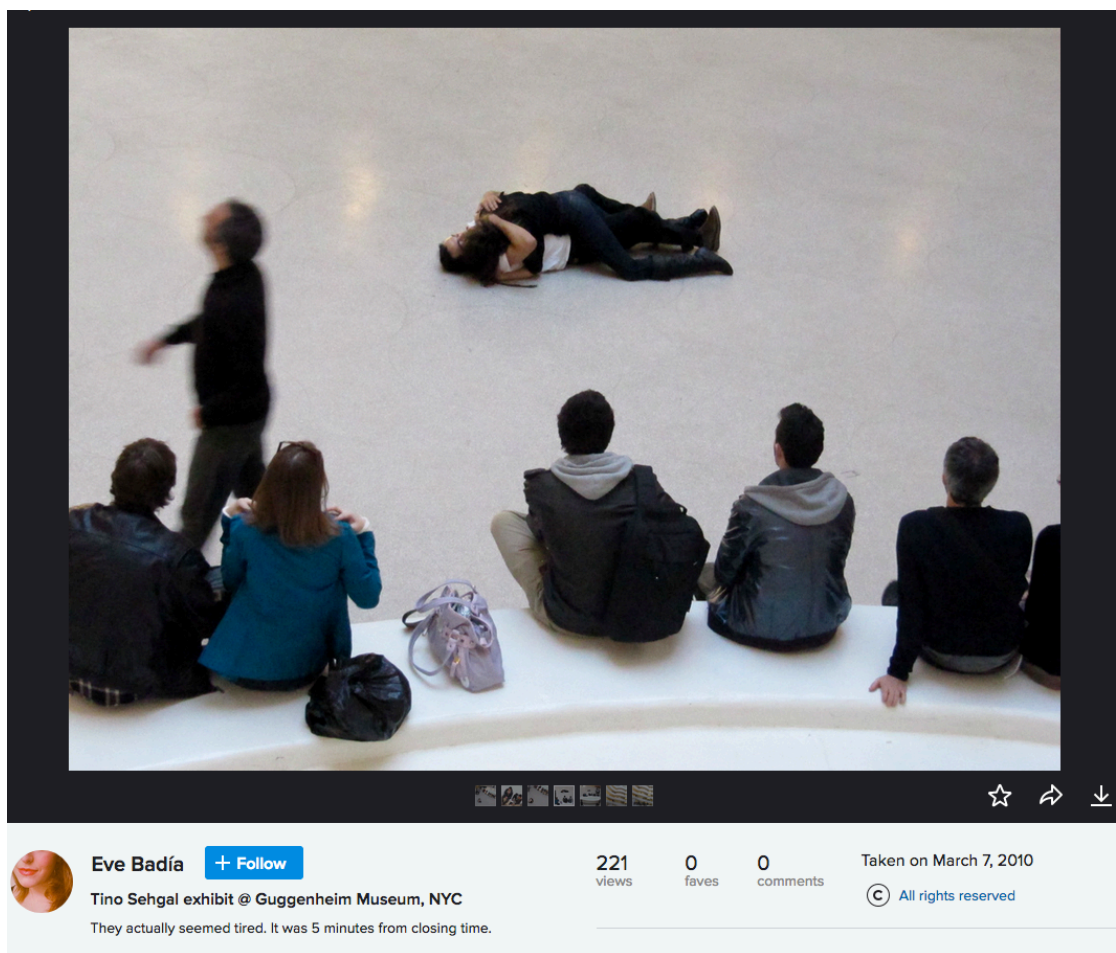 Eve Badía
+ Follow
Tino Sehgal exhibit @ Guggenheim Museum, NYC
They actually seemed tired. It was 5 minutes from closing time.
221
views
0
faves
0
comments
Taken on March 7, 2010
C All rights reserved